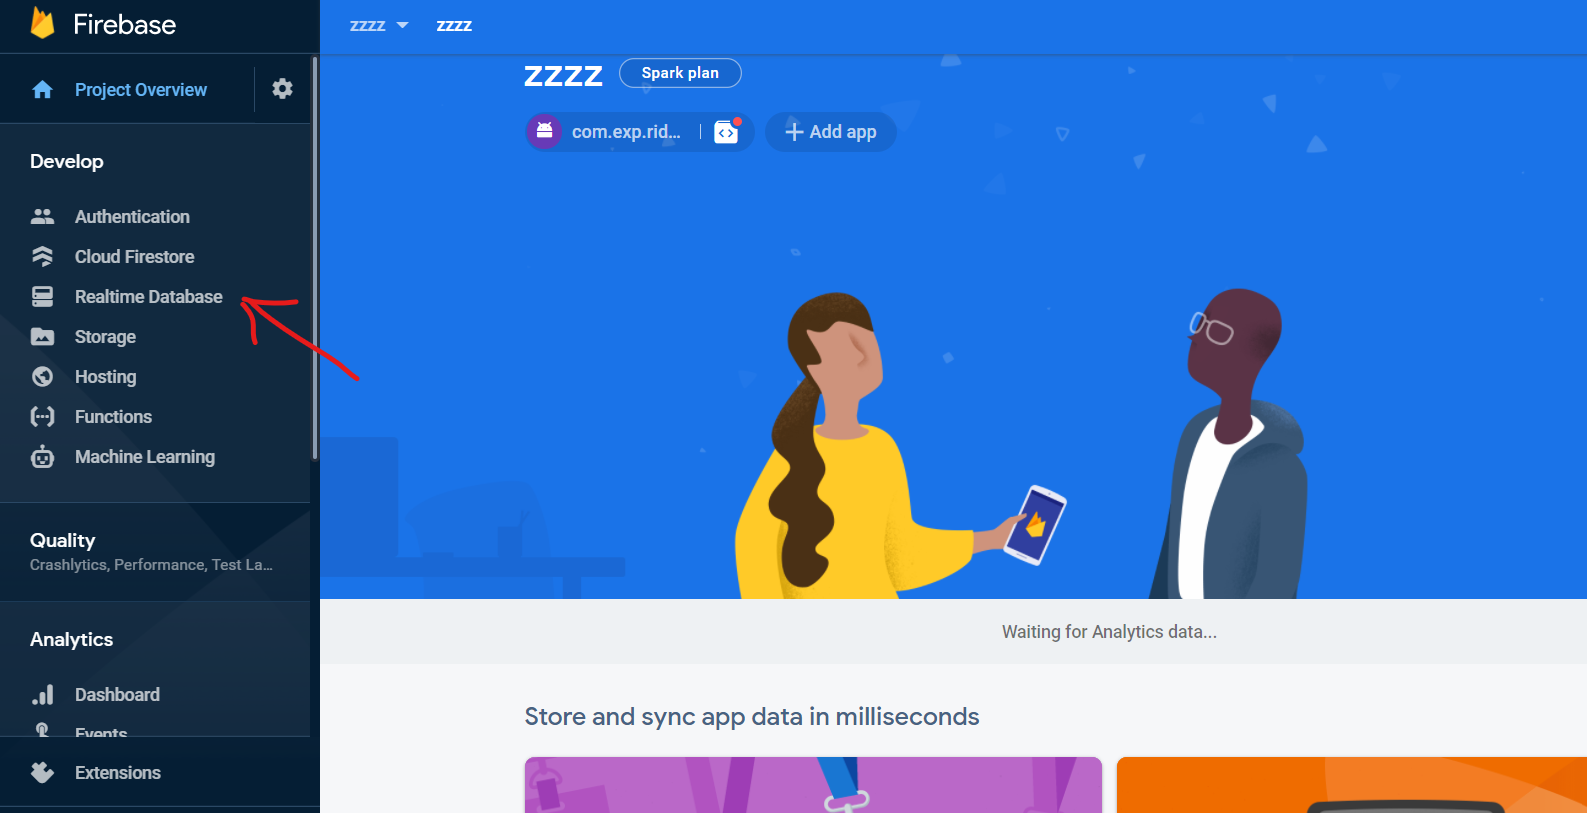 Firebase
Project Overview
Develop
Authentication
Cloud Firestore
Realtime Database
Storage
Hosting
Functions
Machine Learning
Quality
Crashlytics, Performance, Test La...
Analytics
Dashboard
Events
Extensions
zzzz zzzz
zzzz Spark plan
com.exp.rid... | Add app
Waiting for Analytics data...
Store and sync app data in milliseconds